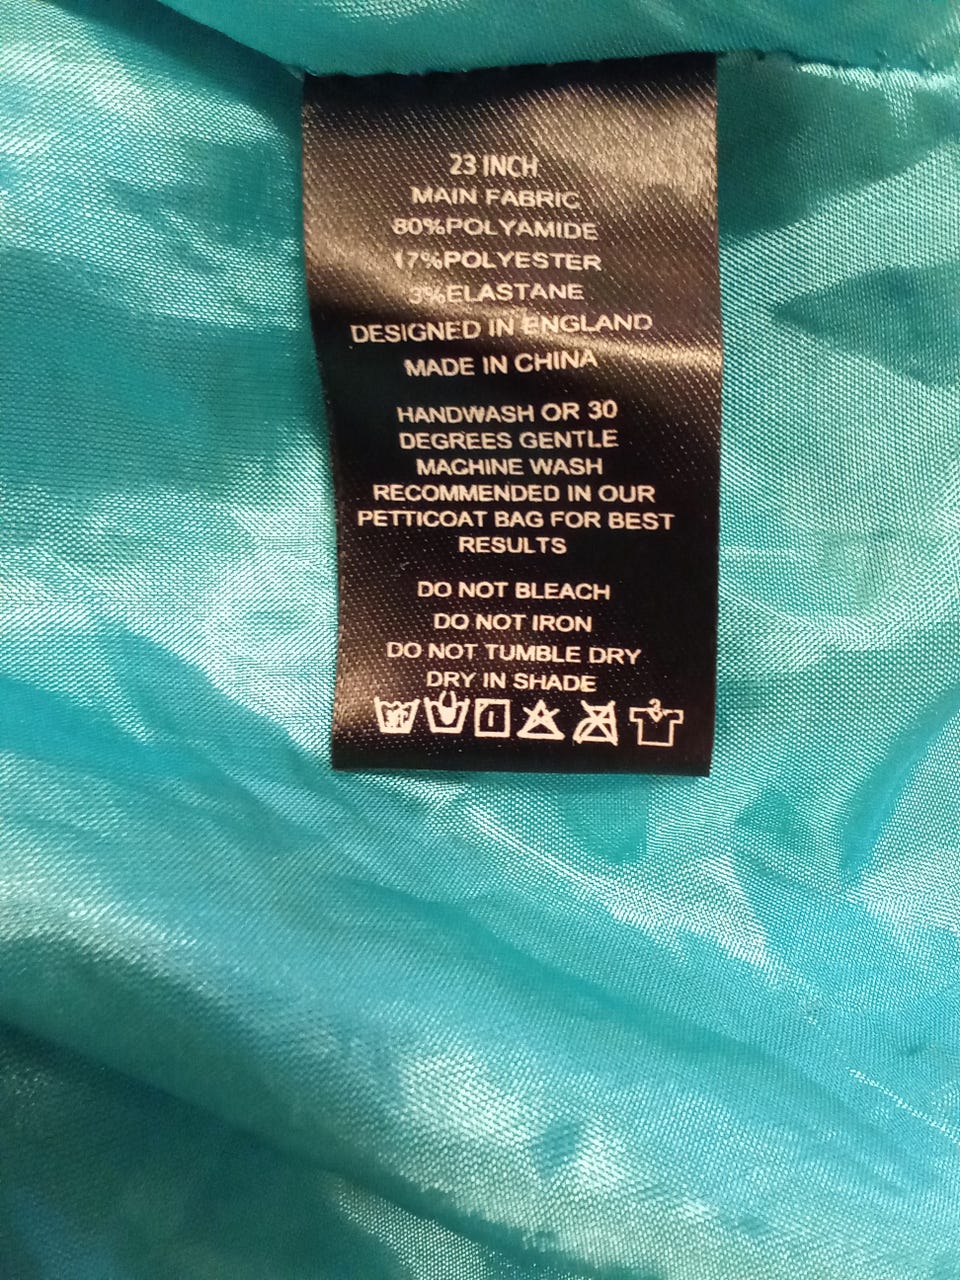 23 INCH
MAIN FABRIC
80%POLYAMIDE
17%POLYESTER
3%ELASTANE
DESIGNED IN ENGLAND
MADE IN CHINA
HANDWASH OR 30
DEGREES GENTLE
MACHINE WASH
RECOMMENDED IN OUR
PETTICOAT BAG FOR BEST
RESULTS
DO NOT BLEACH
DO NOT IRON
DO NOT TUMBLE DRY
DRY IN SHADE